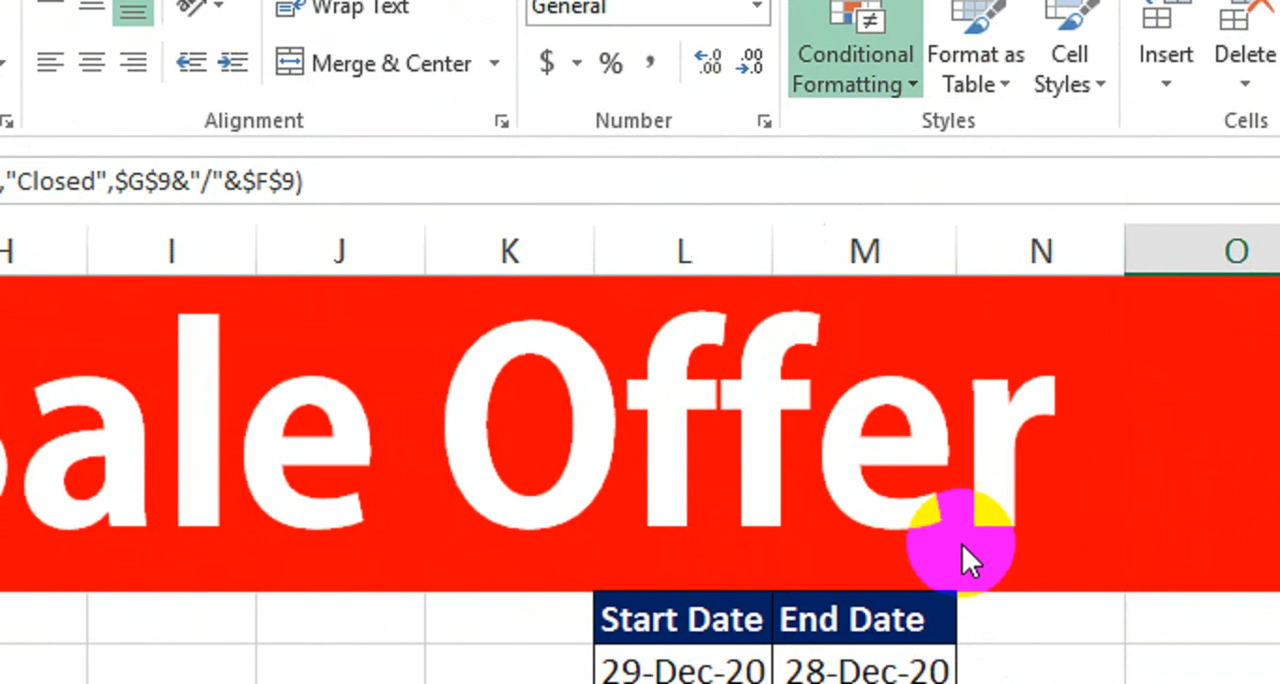 Wrap Text
General
Merge & Center
$ % ,
Conditional Formatting
Format as Table
Cell Styles
Insert
Delete
Alignment
Number
Styles
Cells
,"Closed",$G$9&"/"&$F$9)
H I J K L M N O
Sale Offer
Start Date End Date
29-Dec-20 28-Dec-20